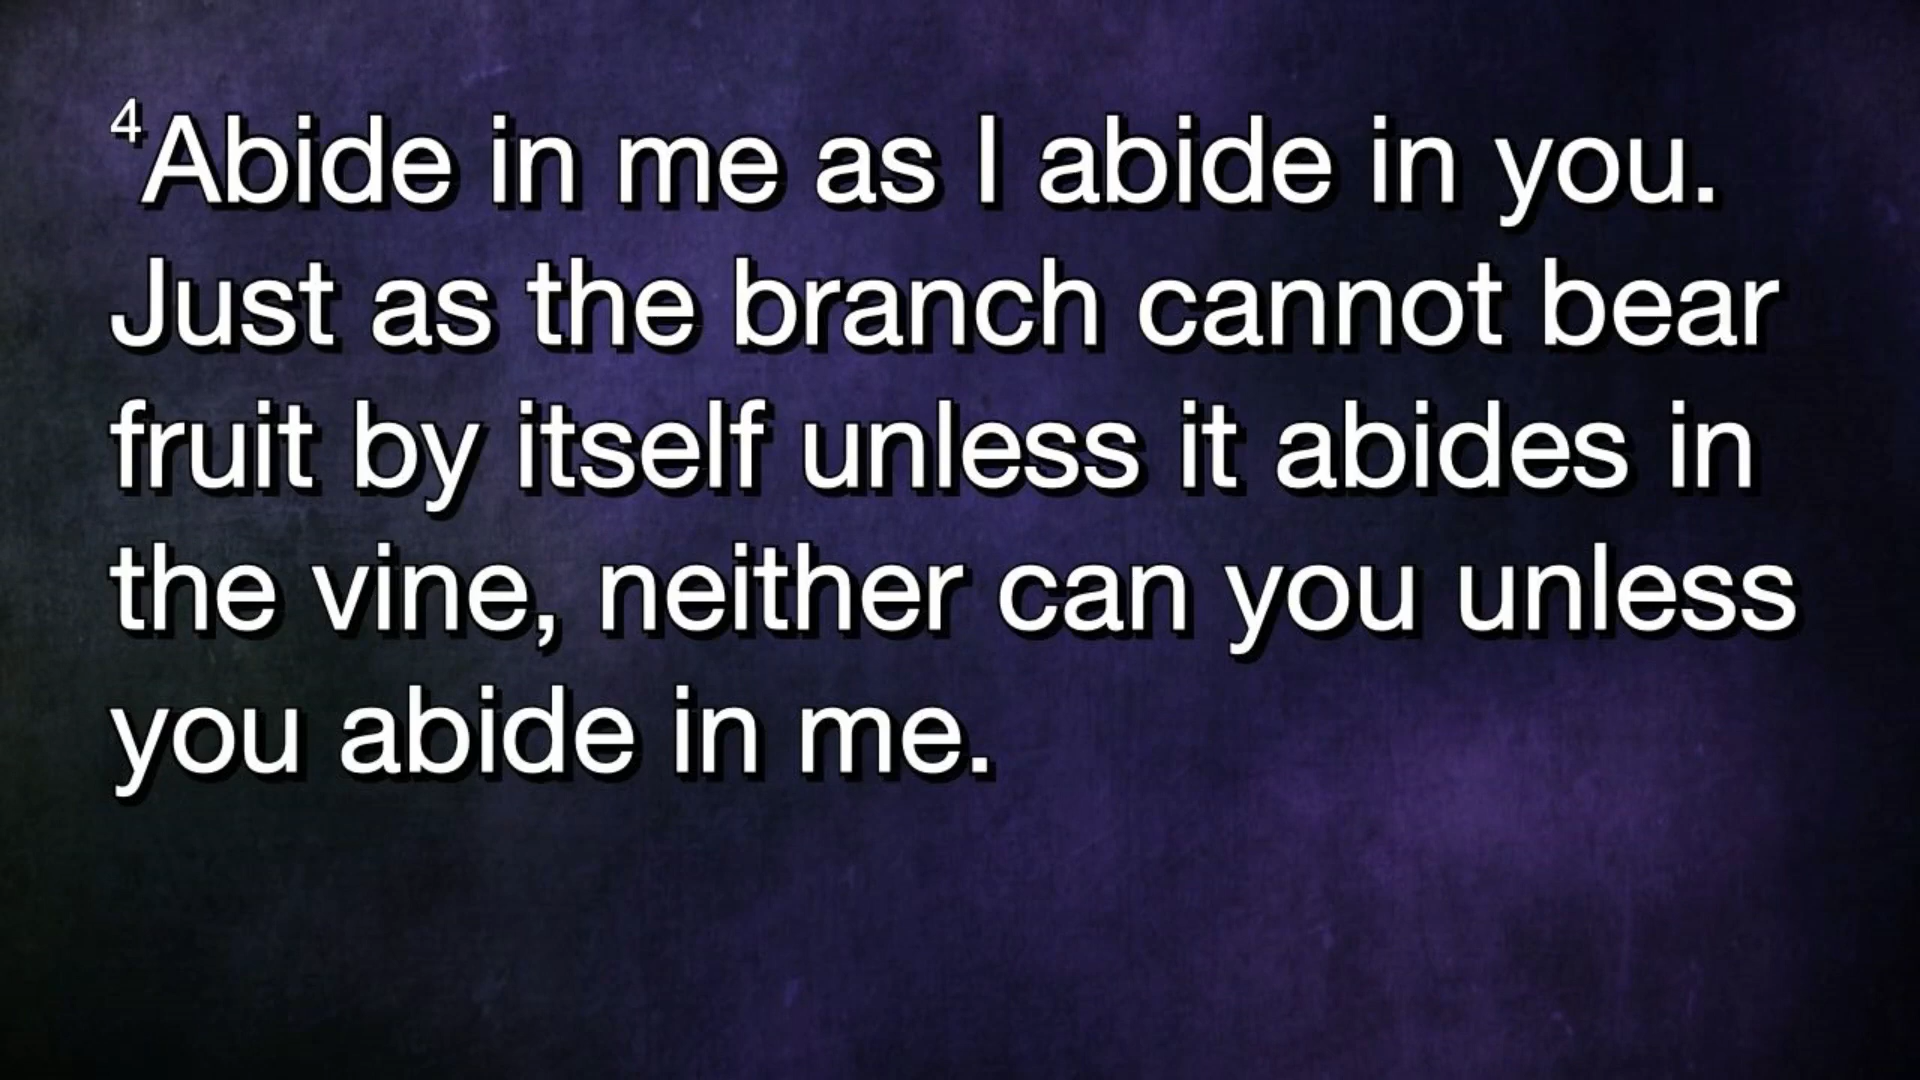 ⁴Abide in me as I abide in you.
Just as the branch cannot bear
fruit by itself unless it abides in
the vine, neither can you unless
you abide in me.